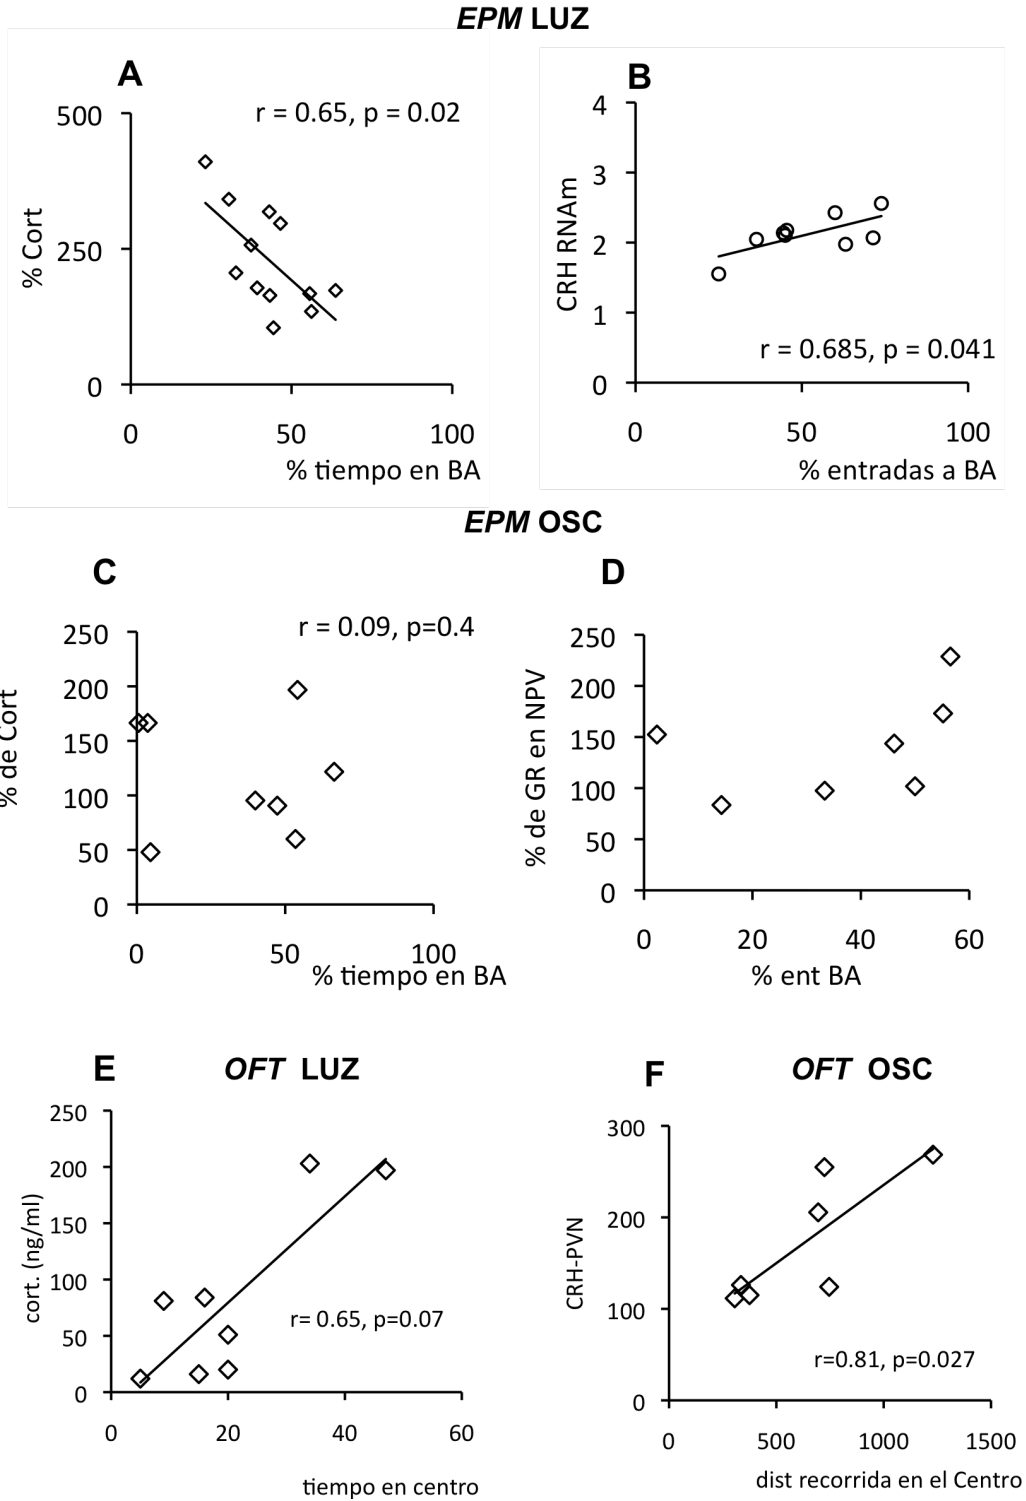 EPM LUZ
A
r = 0.65, p = 0.02
500
250
0
% Cort
0 50 100
% tiempo en BA
B
4
3
2
1
0
CRH RNAm
r = 0.685, p = 0.041
0 50 100
% entradas a BA
EPM OSC
C
r = 0.09, p=0.4
250
200
150
100
50
0
% de Cort
0 50 100
% tiempo en BA
D
250
200
150
100
50
0
% de GR en NPV
0 20 40 60
% ent BA
E OFT LUZ
250
200
150
100
50
0
cort. (ng/ml)
r= 0.65, p=0.07
0 20 40 60
tiempo en centro
F OFT OSC
300
200
100
0
CRH-PVN
r=0.81, p=0.027
0 500 1000 1500
dist recorrida en el Centro